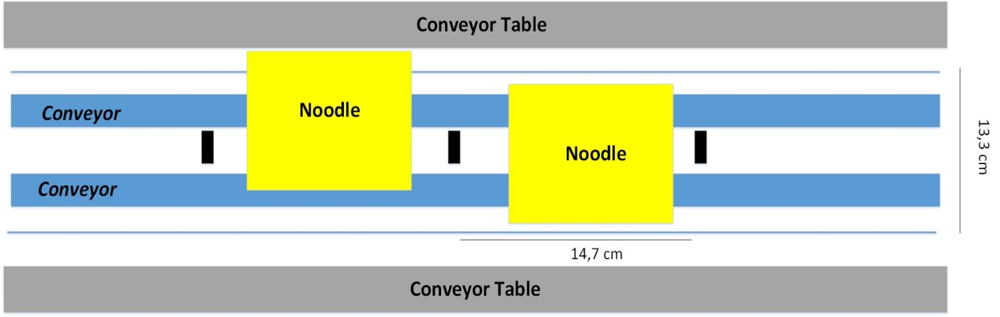 Conveyor Table
Noodle
Conveyor
Noodle
Conveyor
13,3 cm
14,7 cm
Conveyor Table